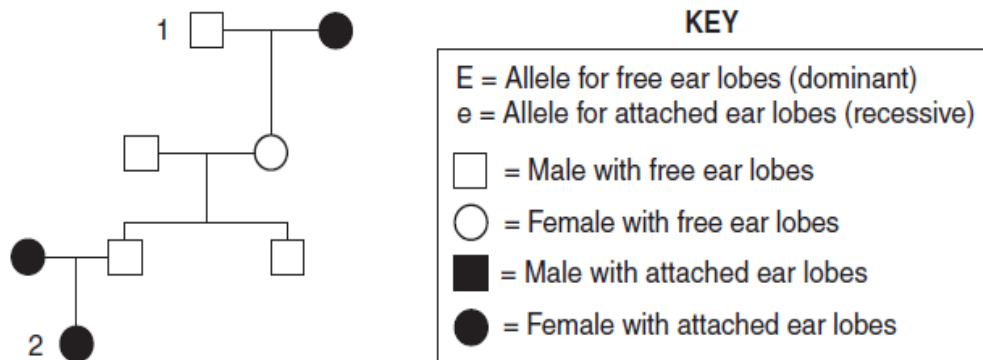 1
2
KEY
E = Allele for free ear lobes (dominant)
e = Allele for attached ear lobes (recessive)
= Male with free ear lobes
= Female with free ear lobes
= Male with attached ear lobes
= Female with attached ear lobes